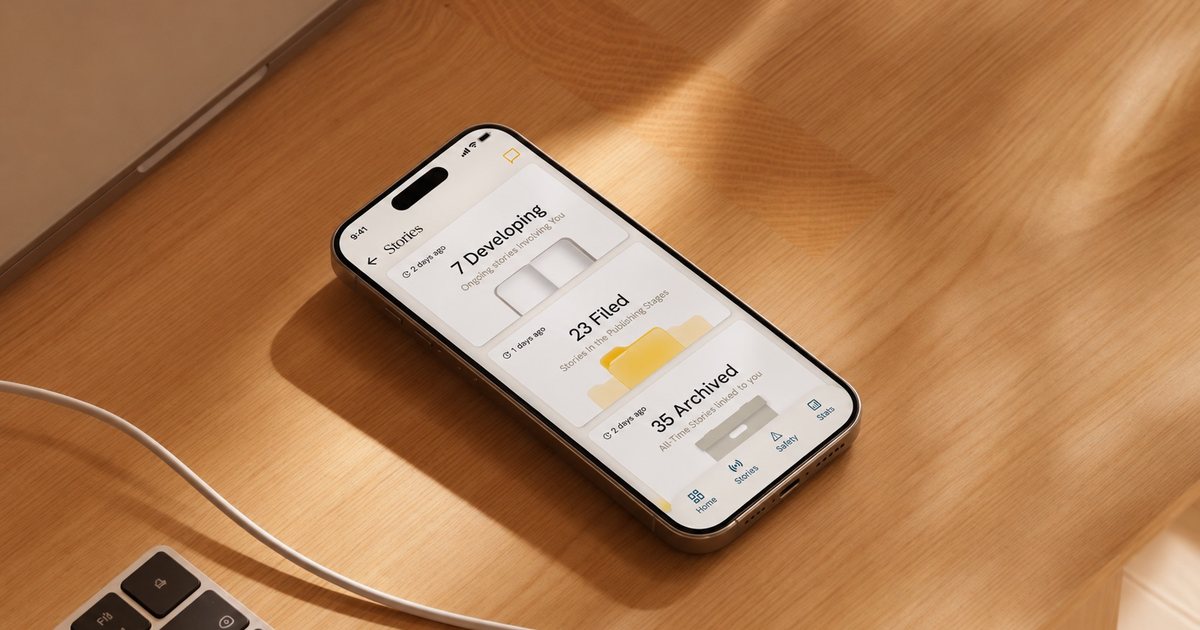 9:41
Stories
2 days ago
7 Developing
Ongoing stories Involving You
1 days ago
23 Filed
Stories In the Publishing Stages
2 days ago
35 Archived
All-Time Stories linked to you
Home
Stories
Safety
Stats